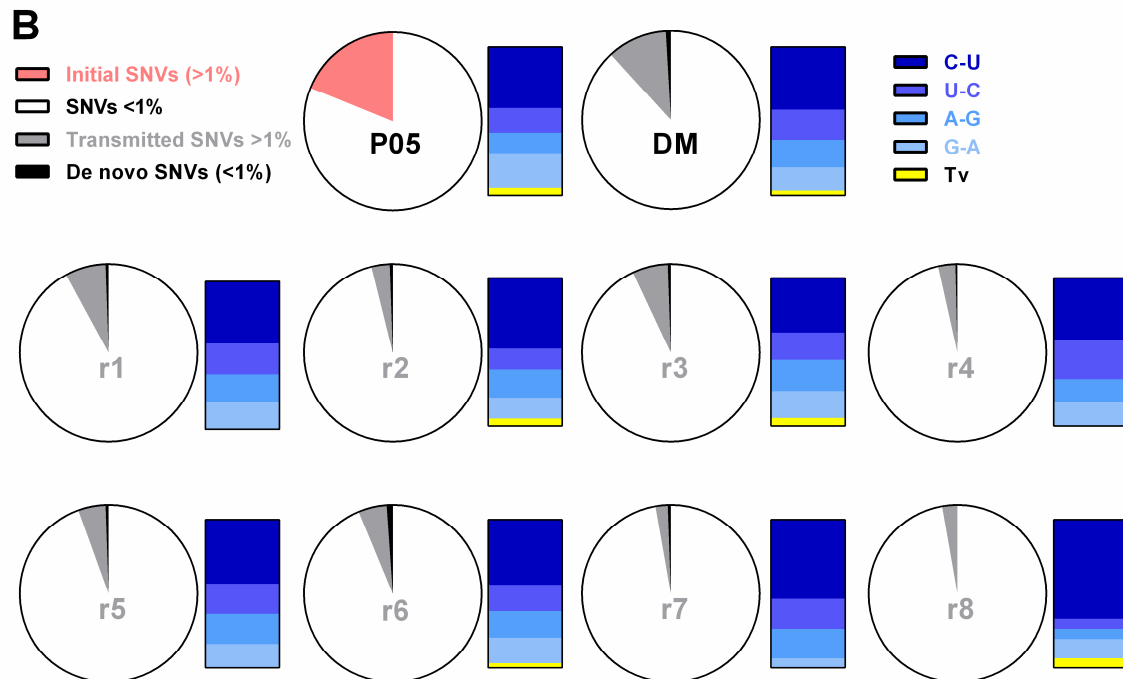 B
Initial SNVs (>1%)
SNVs <1%
Transmitted SNVs >1%
De novo SNVs (<1%)
P05
DM
C-U
U-C
A-G
G-A
Tv
r1
r2
r3
r4
r5
r6
r7
r8